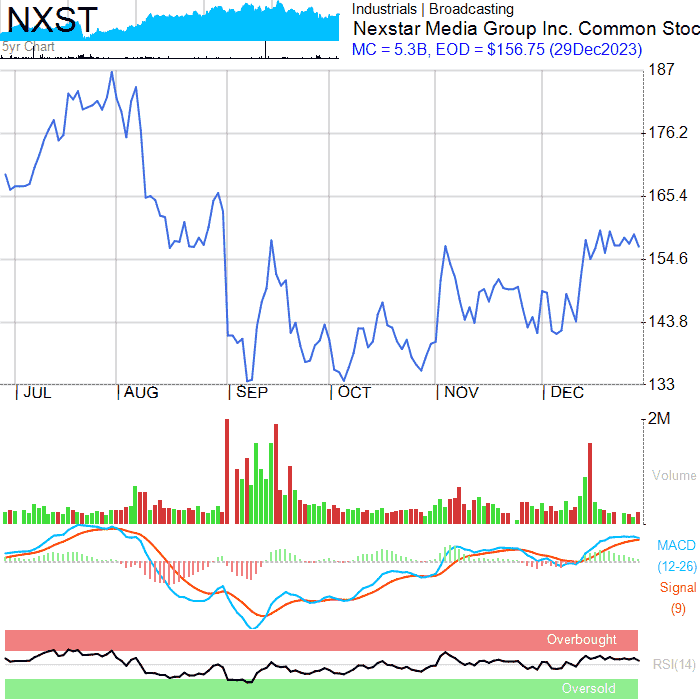 NXST
5yr Chart
Industrials | Broadcasting
Nexstar Media Group Inc. Common Stoc
MC = 5.3B, EOD = $156.75 (29Dec2023)
187
176.2
165.4
154.6
143.8
133
JUL
AUG
SEP
OCT
NOV
DEC
2M
Volume
MACD
(12-26)
Signal
(9)
Overbought
RSI(14)
Oversold